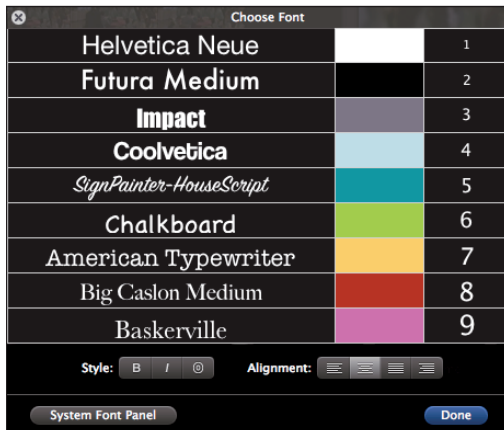 Choose Font
Helvetica Neue 1
Futura Medium 2
Impact 3
Coolvetica 4
SignPainter-HouseScript 5
Chalkboard 6
American Typewriter 7
Big Caslon Medium 8
Baskerville 9
Style: B I O Alignment:
System Font Panel Done